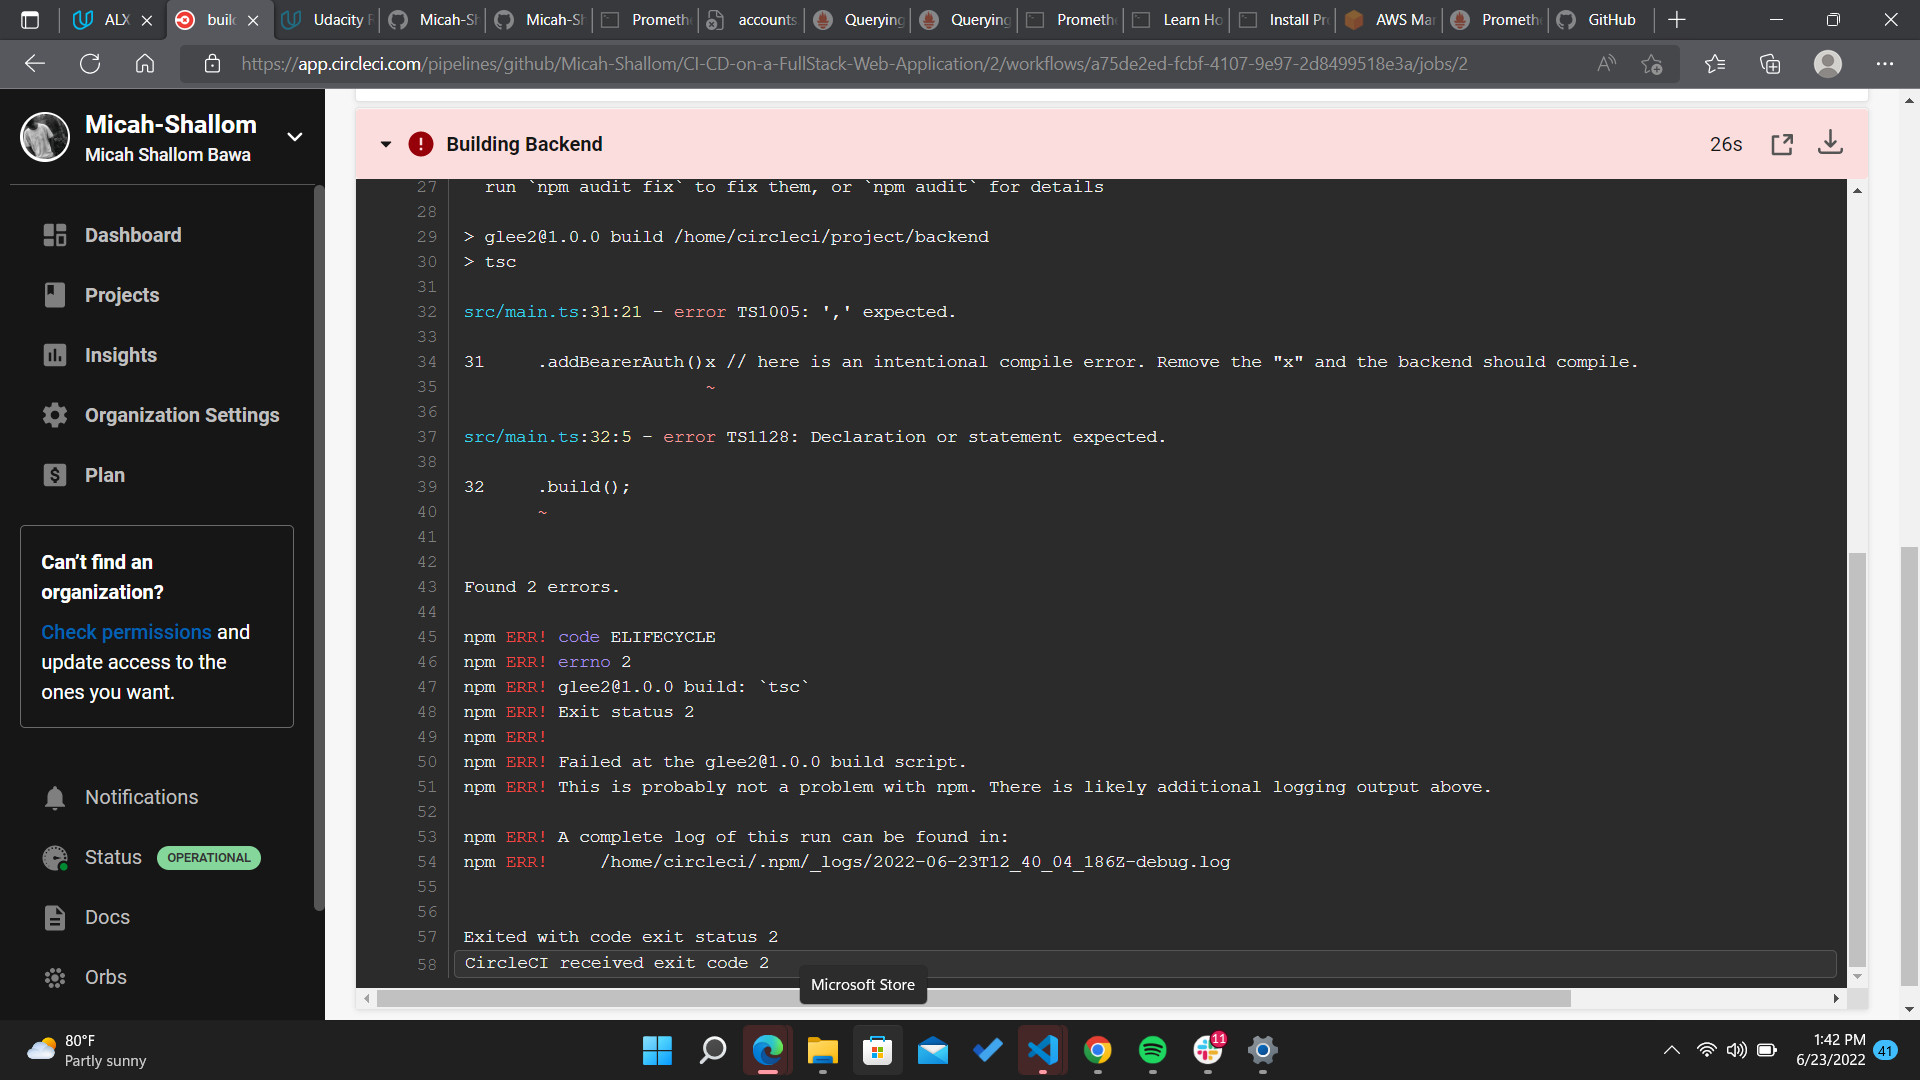 ALX
build
Udacity F
Micah-Sh
Micah-Sh
Prometh
accounts
Querying
Querying
Prometh
Learn Ho
Install Pr
AWS Mar
Prometh
GitHub
https://app.circleci.com/pipelines/github/Micah-Shallom/CI-CD-on-a-FullStack-Web-Application/2/workflows/a75de2ed-fcbf-4107-9e97-2d8499518e3a/jobs/2
Micah-Shallom
Micah Shallom Bawa
Dashboard
Projects
Insights
Organization Settings
Plan
Can’t find an
organization?
Check permissions and
update access to the
ones you want.
Notifications
Status OPERATIONAL
Docs
Orbs
Building Backend
26s
27 run `npm audit fix` to fix them, or `npm audit` for details
28
29 > glee2@1.0.0 build /home/circleci/project/backend
30 > tsc
31
32 src/main.ts:31:21 - error TS1005: ',' expected.
33
34 31 .addBearerAuth()x // here is an intentional compile error. Remove the "x" and the backend should compile.
35 ~
36
37 src/main.ts:32:5 - error TS1128: Declaration or statement expected.
38
39 32 .build();
40 ~
41
42
43 Found 2 errors.
44
45 npm ERR! code ELIFECYCLE
46 npm ERR! errno 2
47 npm ERR! glee2@1.0.0 build: `tsc`
48 npm ERR! Exit status 2
49 npm ERR!
50 npm ERR! Failed at the glee2@1.0.0 build script.
51 npm ERR! This is probably not a problem with npm. There is likely additional logging output above.
52
53 npm ERR! A complete log of this run can be found in:
54 npm ERR! /home/circleci/.npm/_logs/2022-06-23T12_40_04_186Z-debug.log
55
56
57 Exited with code exit status 2
58 CircleCI received exit code 2
Microsoft Store
80°F
Partly sunny
11
1:42 PM
6/23/2022
41